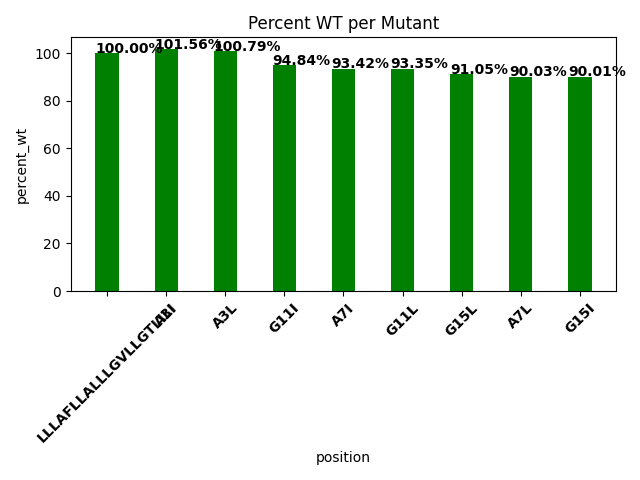 Percent WT per Mutant
100.00%
101.56%
100.79%
94.84%
93.42%
93.35%
91.05%
90.03%
90.01%
percent_wt
100
80
60
40
20
0
A3I
A3L
G11I
A7I
G11L
G15L
A7L
G15I
position